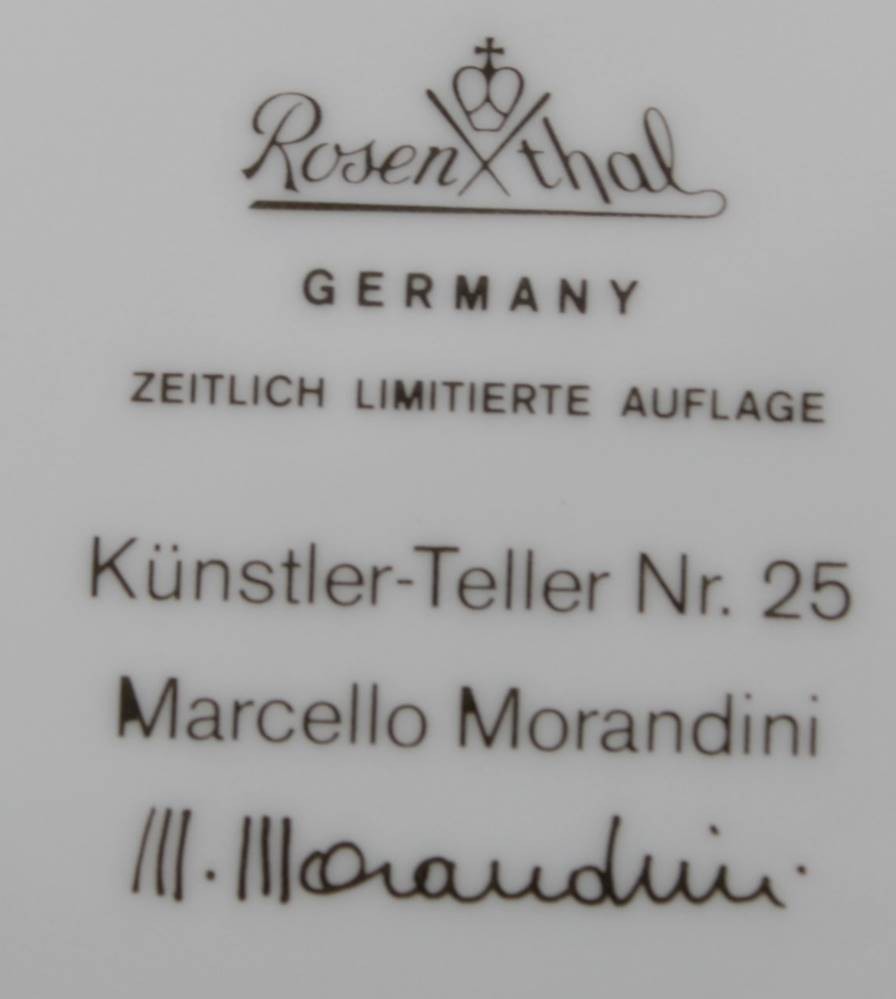 Rosenthal
GERMANY
ZEITLICH LIMITIERTE AUFLAGE
Künstler-Teller Nr. 25
Marcello Morandini
M. Morandini